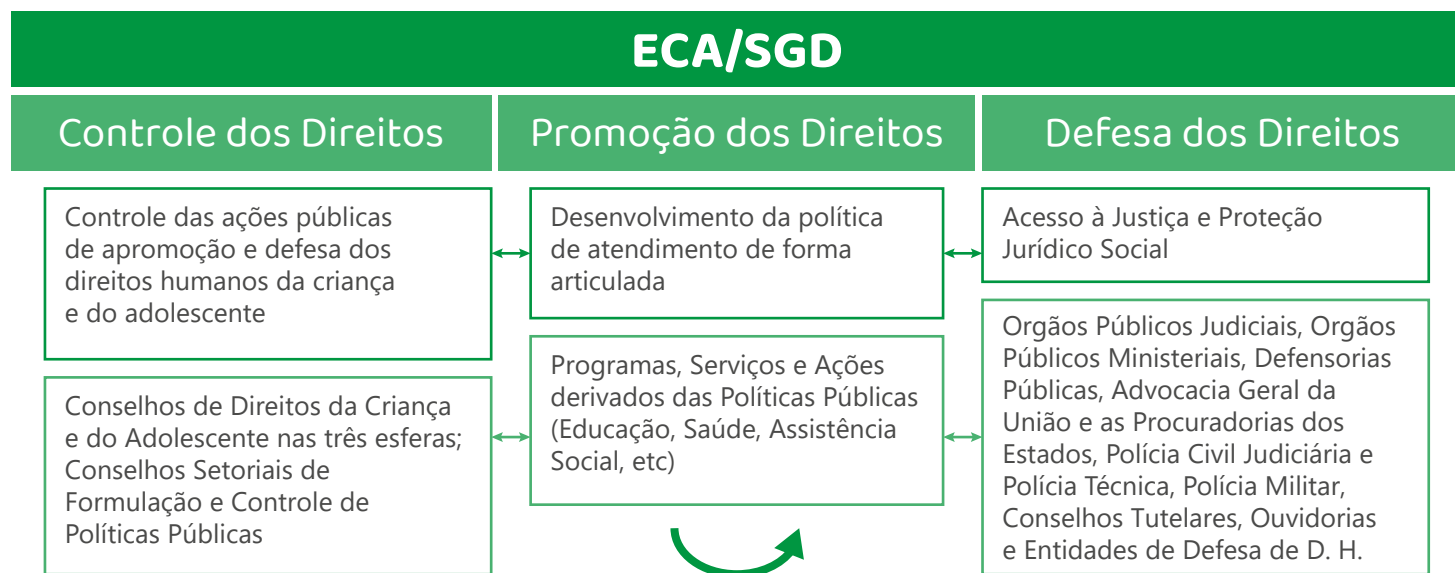 ECA/SGD
Controle dos Direitos
Promoção dos Direitos
Defesa dos Direitos
Controle das ações públicas
de apromoção e defesa dos
direitos humanos da criança
e do adolescente
Desenvolvimento da política
de atendimento de forma
articulada
Acesso à Justiça e Proteção
Jurídico Social
Conselhos de Direitos da Criança
e do Adolescente nas três esferas;
Conselhos Setoriais de
Formulação e Controle de
Políticas Públicas
Programas, Serviços e Ações
derivados das Políticas Públicas
(Educação, Saúde, Assistência
Social, etc)
Orgãos Públicos Judiciais, Orgãos
Públicos Ministeriais, Defensorias
Públicas, Advocacia Geral da
União e as Procuradorias dos
Estados, Polícia Civil Judiciária e
Polícia Técnica, Polícia Militar,
Conselhos Tutelares, Ouvidorias
e Entidades de Defesa de D. H.